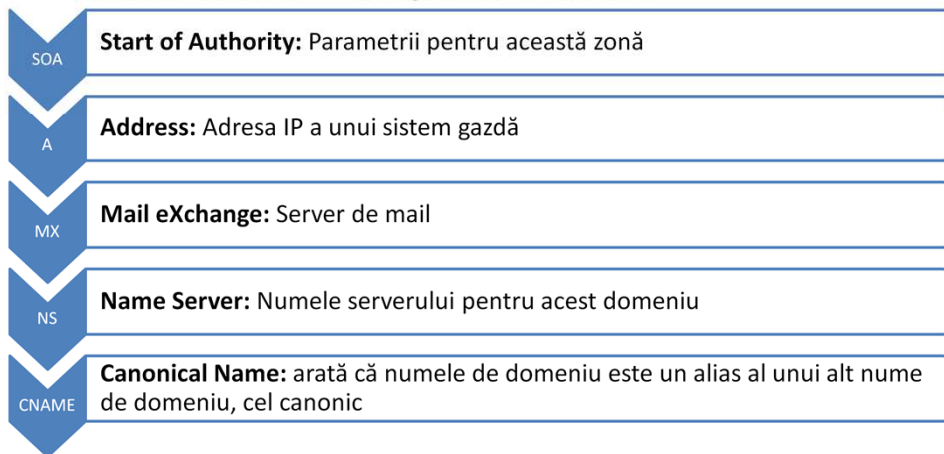 SOA
Start of Authority: Parametrii pentru această zonă
A
Address: Adresa IP a unui sistem gazdă
MX
Mail eXchange: Server de mail
NS
Name Server: Numele serverului pentru acest domeniu
CNAME
Canonical Name: arată că numele de domeniu este un alias al unui alt nume
de domeniu, cel canonic